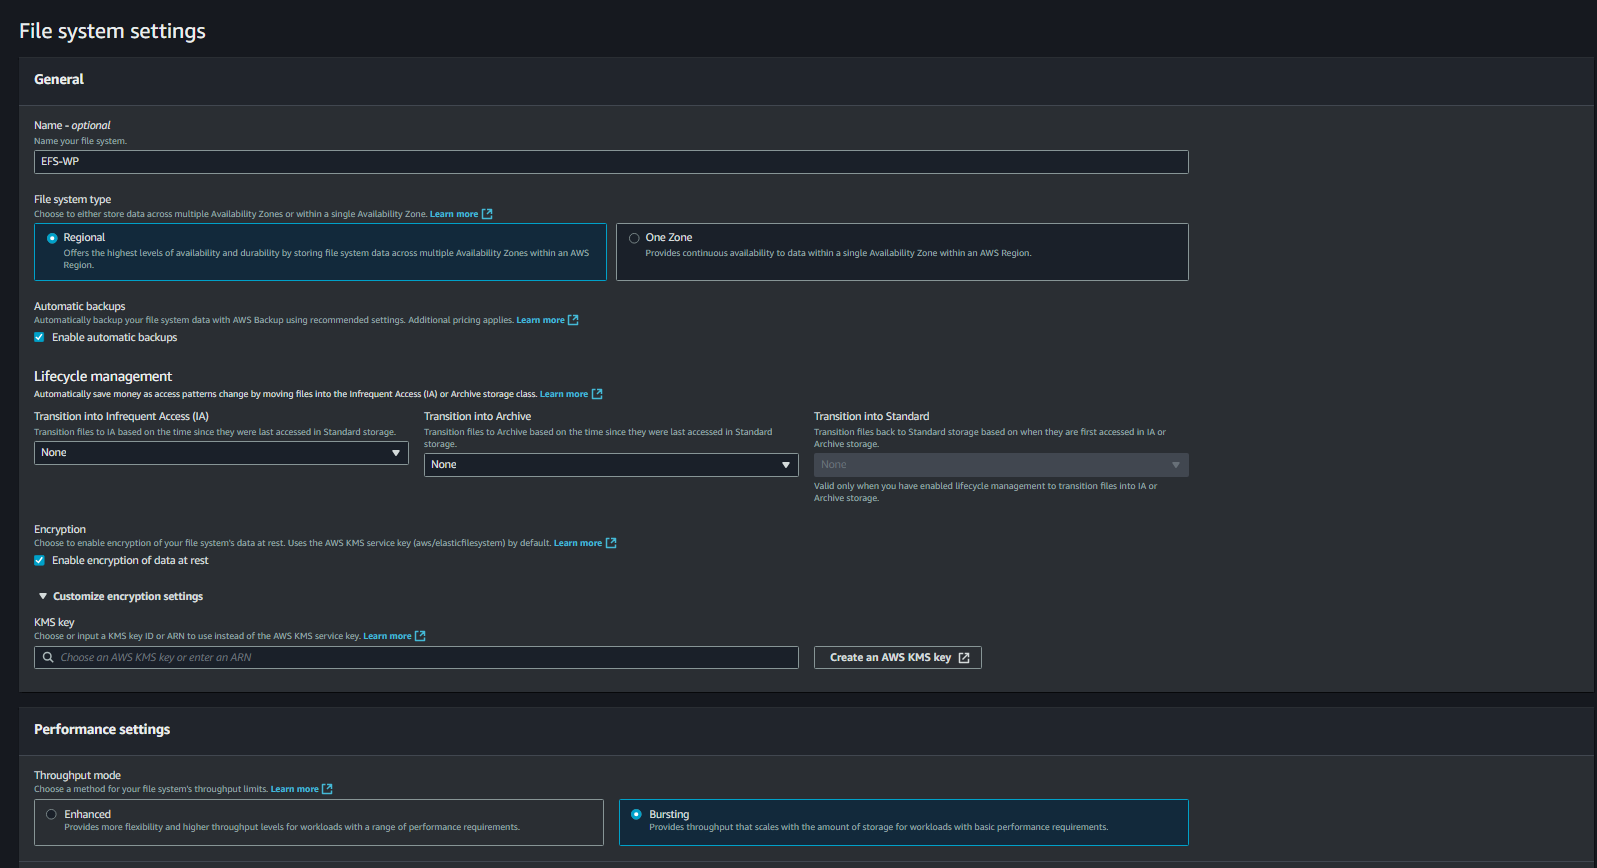 File system settings
General
Name - optional
Name your file system.
EFS-WP
File system type
Choose to either store data across multiple Availability Zones or within a single Availability Zone. Learn more
Regional
Offers the highest levels of availability and durability by storing file system data across multiple Availability Zones within an AWS
Region.
One Zone
Provides continuous availability to data within a single Availability Zone within an AWS Region.
Automatic backups
Automatically backup your file system data with AWS Backup using recommended settings. Additional pricing applies. Learn more
Enable automatic backups
Lifecycle management
Automatically save money as access patterns change by moving files into the Infrequent Access (IA) or Archive storage class. Learn more
Transition into Infrequent Access (IA)
Transition files to IA based on the time since they were last accessed in Standard storage.
None
Transition into Archive
Transition files to Archive based on the time since they were last accessed in Standard
storage.
None
Transition into Standard
Transition files back to Standard storage based on when they are first accessed in IA or
Archive storage.
None
Valid only when you have enabled lifecycle management to transition files into IA or
Archive storage.
Encryption
Choose to enable encryption of your file system's data at rest. Uses the AWS KMS service key (aws/elasticfilesystem) by default. Learn more
Enable encryption of data at rest
Customize encryption settings
KMS key
Choose or input a KMS key ID or ARN to use instead of the AWS KMS service key. Learn more
Choose an AWS KMS key or enter an ARN
Create an AWS KMS key
Performance settings
Throughput mode
Choose a method for your file system's throughput limits. Learn more
Enhanced
Provides more flexibility and higher throughput levels for workloads with a range of performance requirements.
Bursting
Provides throughput that scales with the amount of storage for workloads with basic performance requirements.